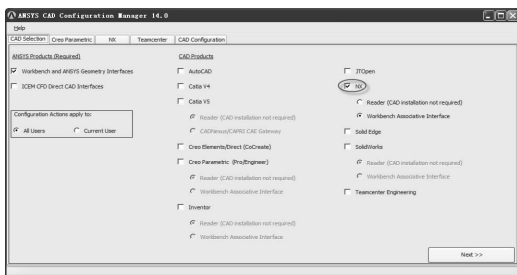 ANSYS CAD Configuration Manager 14.0
Help
CAD Selection Creo Parametric NX Teamcenter CAD Configuration
ANSYS Products (Required)
Workbench and ANSYS Geometry Interfaces
ICEM CFD Direct CAD Interfaces
Configuration Actions apply to:
All Users Current User
CAD Products
AutoCAD
Catia V4
Catia V5
Reader (CAD installation not required)
CADNexus/CAPRI CAE Gateway
Creo Elements/Direct (CoCreate)
Creo Parametric (Pro/Engineer)
Reader (CAD installation not required)
Workbench Associative Interface
Inventor
Reader (CAD installation not required)
Workbench Associative Interface
JTOpen
NX
Reader (CAD installation not required)
Workbench Associative Interface
Solid Edge
SolidWorks
Reader (CAD installation not required)
Workbench Associative Interface
Teamcenter Engineering
Next >>